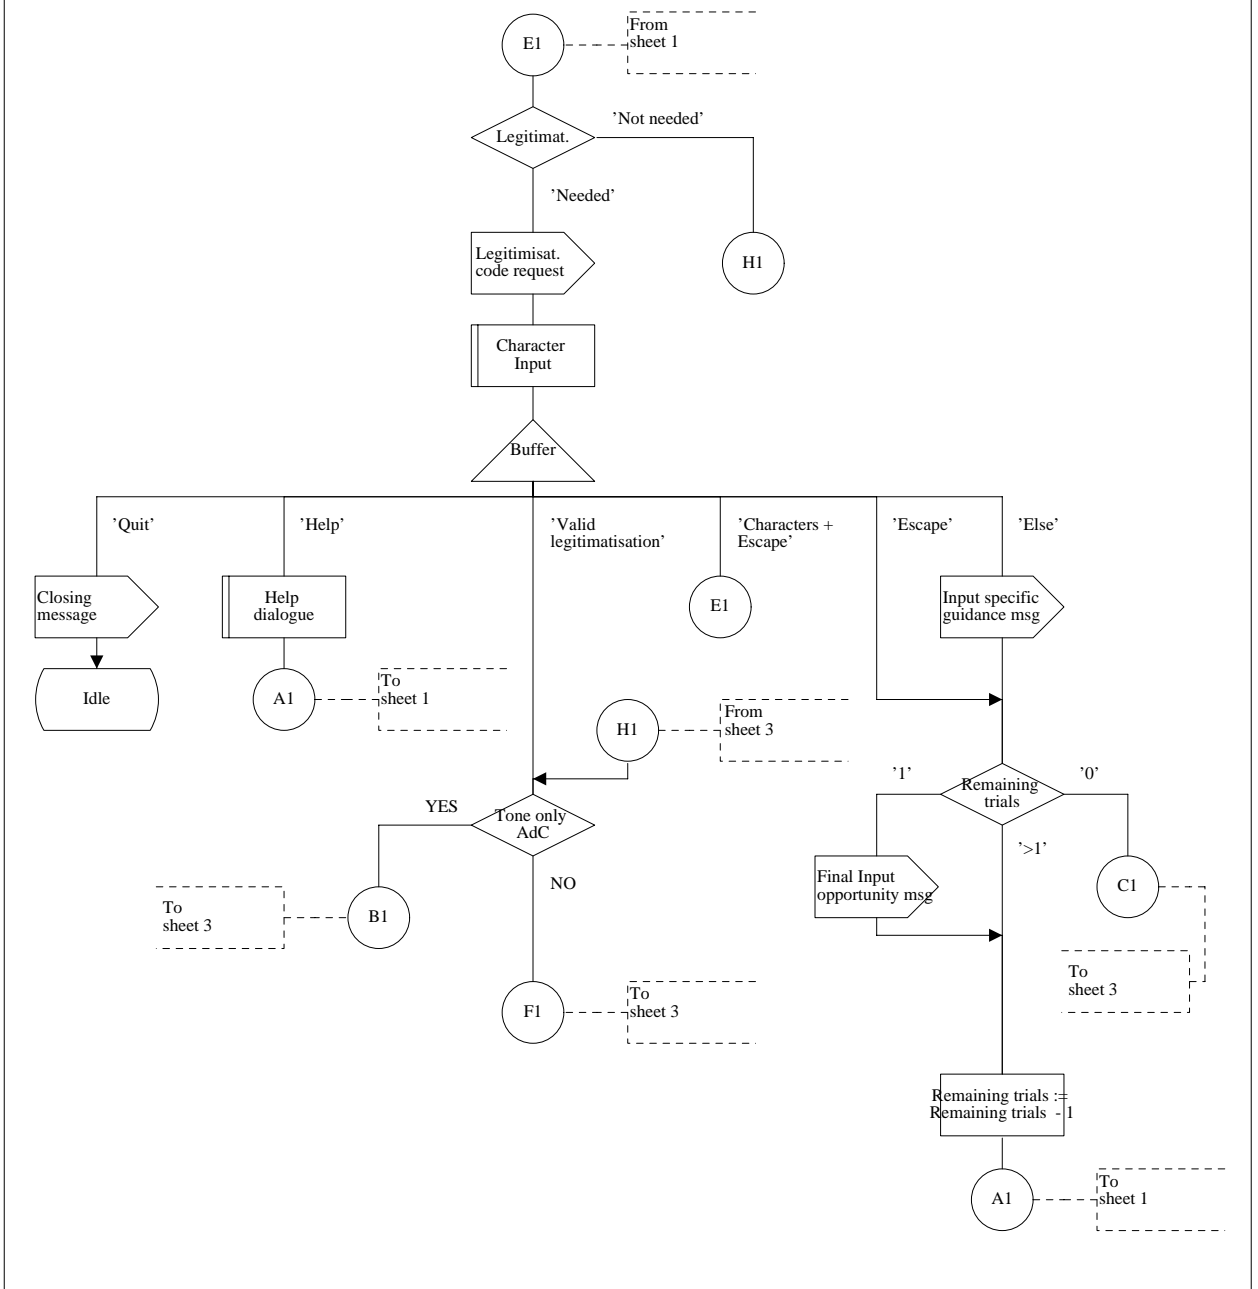 From
sheet 1
E1
’Not needed’
Legitimat.
’Needed’
Legitimisat.
code request
H1
Character
Input
Buffer
’Quit’
’Help’
’Valid
legitimatisation’
’Characters +
Escape’
’Escape’
’Else’
Closing
message
Help
dialogue
E1
Input specific
guidance msg
Idle
A1
To
sheet 1
H1
From
sheet 3
’1’
Remaining
trials
’0’
YES
Tone only
AdC
’>1’
NO
Final Input
opportunity msg
C1
To
sheet 3
B1
To
sheet 3
F1
To
sheet 3
Remaining trials :=
Remaining trials - 1
A1
To
sheet 1